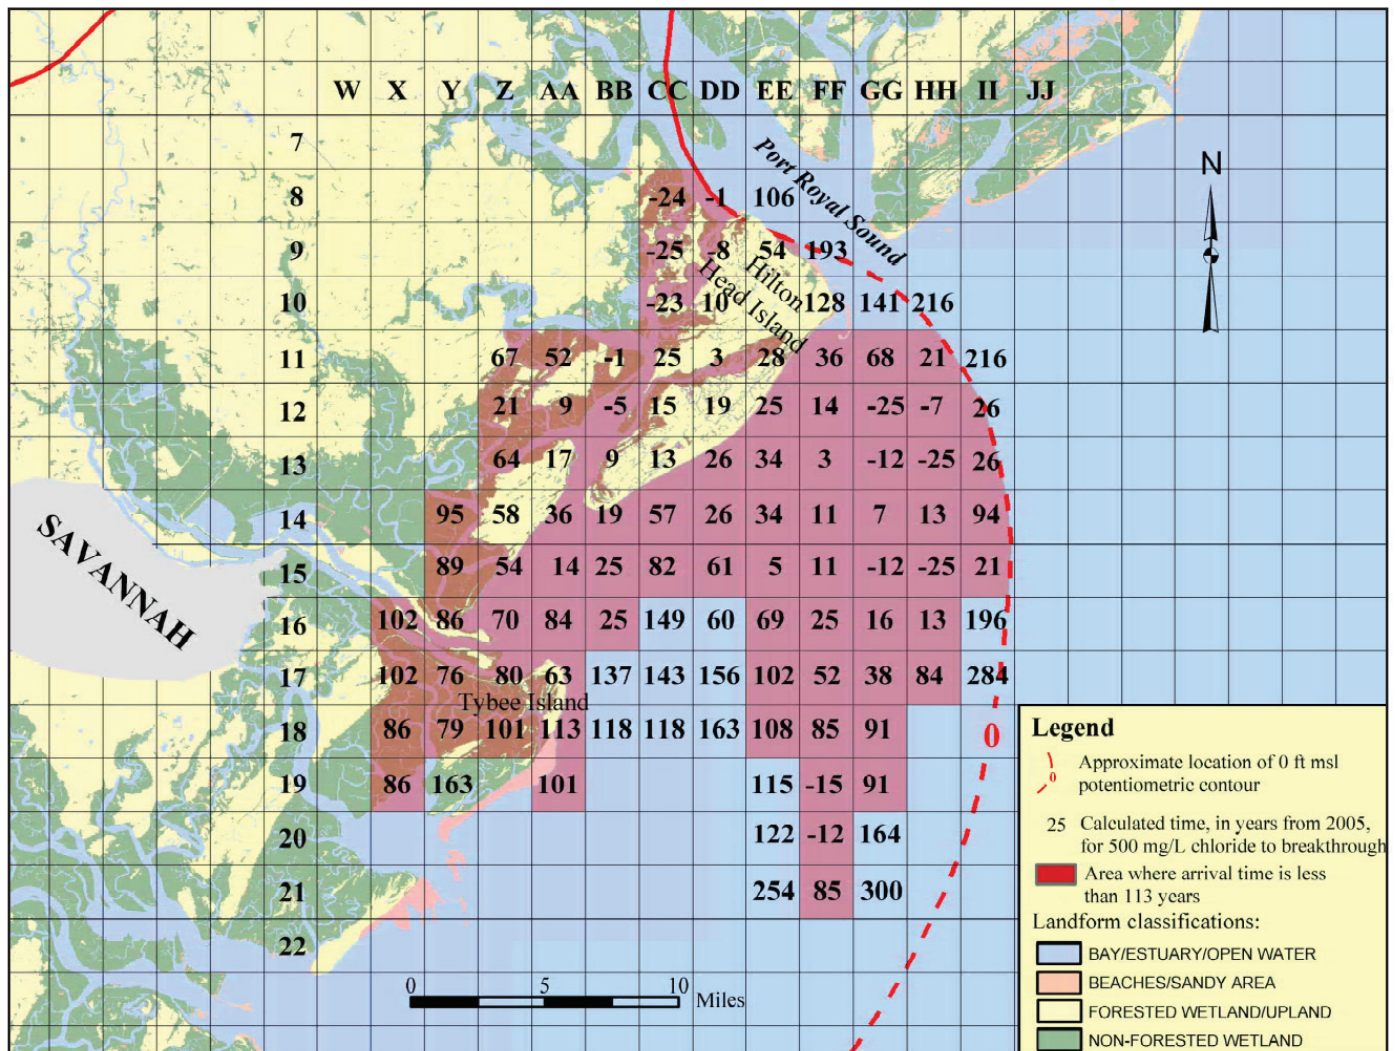 W X Y Z AA BB CC DD EE FF GG HH II JJ
7
8 -24 -1 106
9 -25 -8 54 193
10 -23 10 128 141 216
11 67 52 -1 25 3 28 36 68 21 216
12 21 9 -5 15 19 25 14 -25 -7 26
13 64 17 9 13 26 34 3 -12 -25 26
14 95 58 36 19 57 26 34 11 7 13 94
15 89 54 14 25 82 61 5 11 -12 -25 21
16 102 86 70 84 25 149 60 69 25 16 13 196
17 102 76 80 63 137 143 156 102 52 38 84 284
18 86 79 101 113 118 118 163 108 85 91 0
19 86 163 101 115 -15 91
20 122 -12 164
21 254 85 300
22
Port Royal Sound
Hilton
Head Island
SAVANNAH
Tybee Island
N
0 5 10 Miles
Legend
0 Approximate location of 0 ft msl
potentiometric contour
25 Calculated time, in years from 2005,
for 500 mg/L chloride to breakthrough
Area where arrival time is less
than 113 years
Landform classifications:
BAY/ESTUARY/OPEN WATER
BEACHES/SANDY AREA
FORESTED WETLAND/UPLAND
NON-FORESTED WETLAND